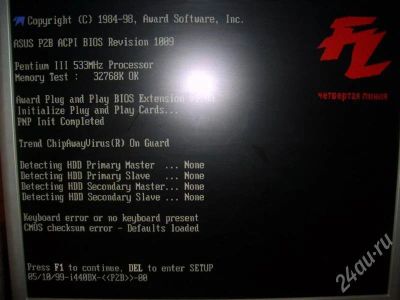 Copyright (C) 1984-98, Award Software, Inc.
ASUS P2B ACPI BIOS Revision 1009
Pentium III 533MHz Processor
Memory Test : 32768K OK
Award Plug and Play BIOS Extension
Initialize Plug and Play Cards...
PNP Init Completed
Trend ChipAwayVirus(R) On Guard
Detecting HDD Primary Master ... None
Detecting HDD Primary Slave ... None
Detecting HDD Secondary Master... None
Detecting HDD Secondary Slave ... None
Keyboard error or no keyboard present
CMOS checksum error - Defaults loaded
Press F1 to continue, DEL to enter SETUP
05/10/99-i440BX-<<P2B>>-00
четвертая линия
24au.ru